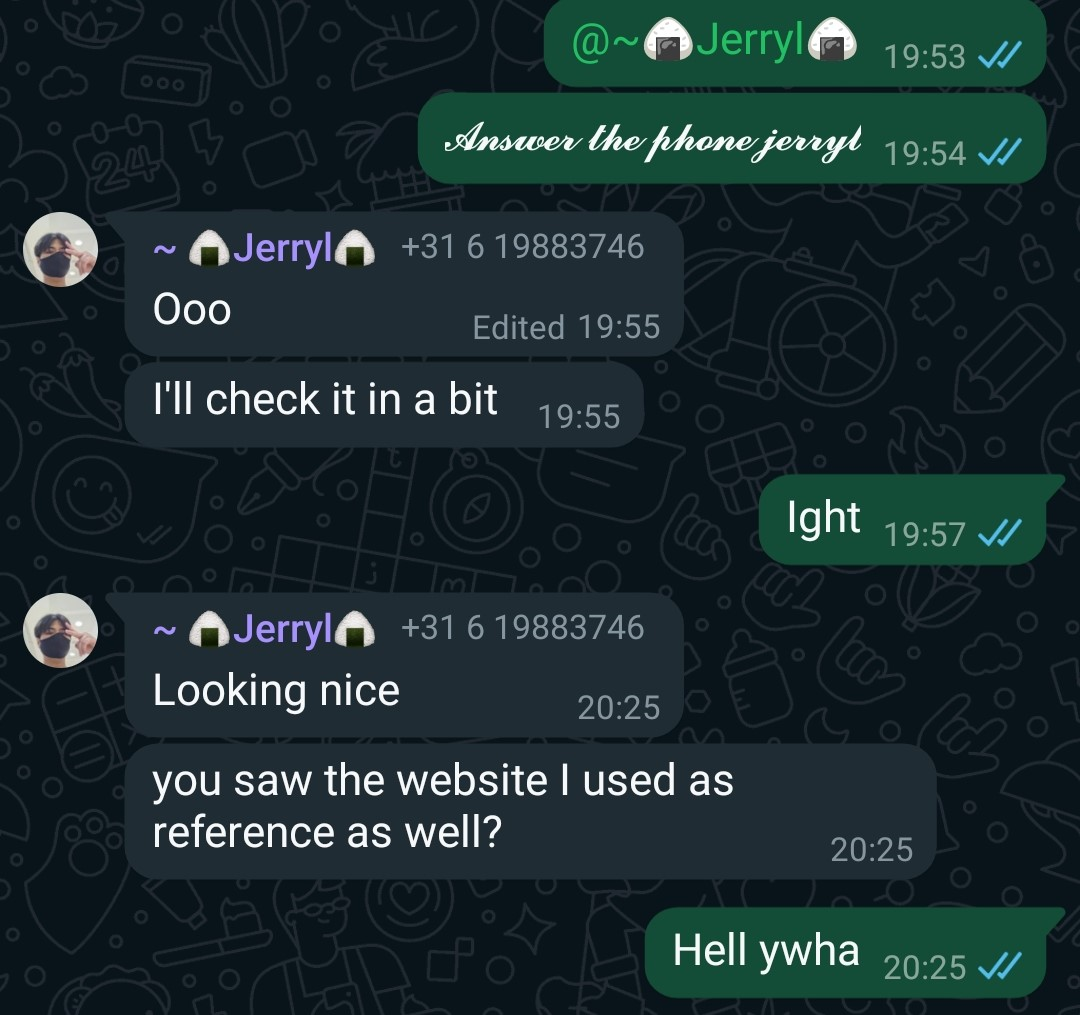 @~🍙Jerryl🍙 19:53
Answer the phone jerryl 19:54
~ 🍙Jerryl🍙 +31 6 19883746
Ooo
Edited 19:55
I'll check it in a bit 19:55
Ight 19:57
~ 🍙Jerryl🍙 +31 6 19883746
Looking nice
20:25
you saw the website I used as
reference as well?
20:25
Hell ywha 20:25
24